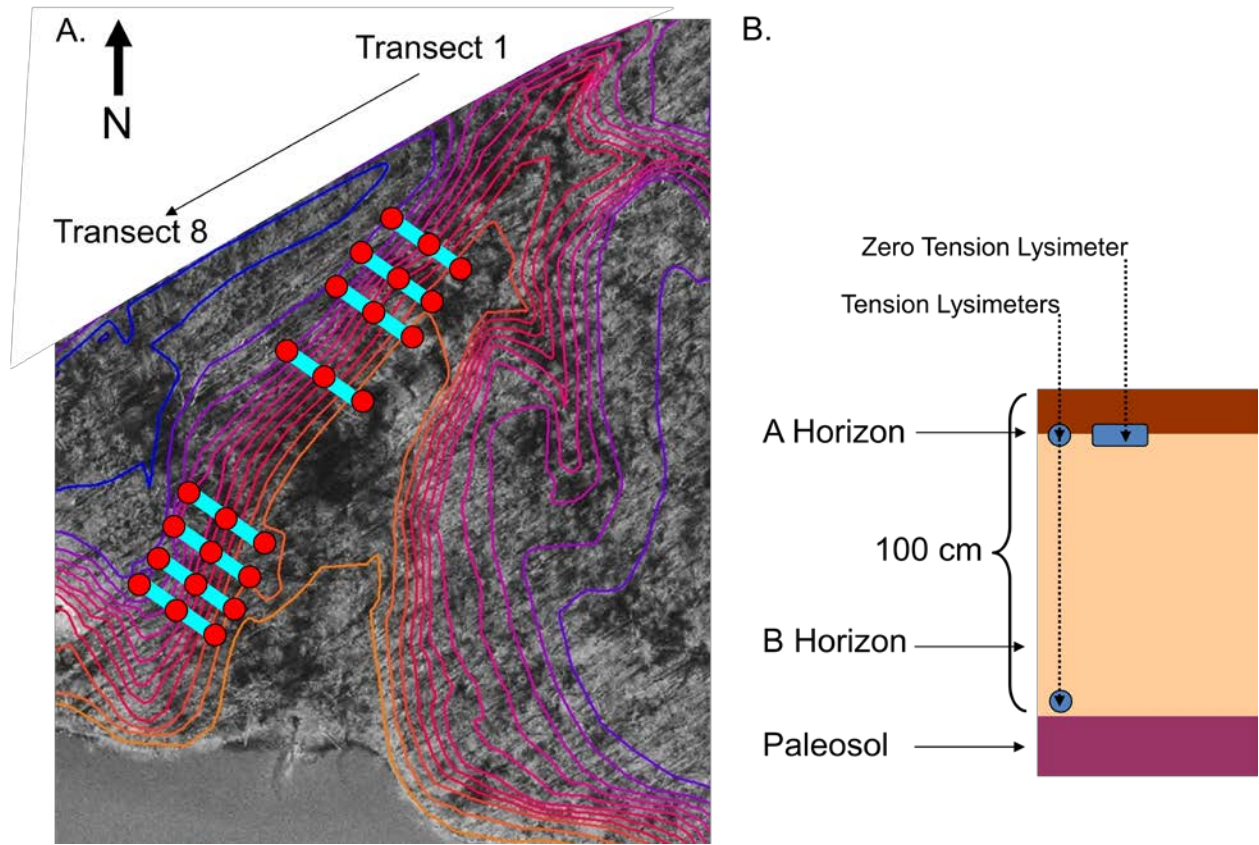 A.
N
Transect 1
Transect 8
B.
Zero Tension Lysimeter
Tension Lysimeters
A Horizon
100 cm
B Horizon
Paleosol